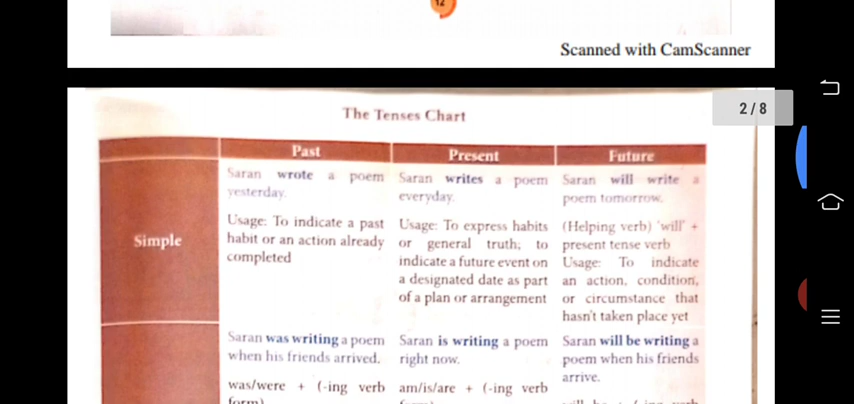 12
Scanned with CamScanner
2 / 8
The Tenses Chart
Past Present Future
Simple
Saran wrote a poem
yesterday.
Usage: To indicate a past
habit or an action already
completed
Saran writes a poem
everyday.
Usage: To express habits
or general truth; to
indicate a future event on
a designated date as part
of a plan or arrangement
Saran will write a
poem tomorrow.
(Helping verb) 'will' +
present tense verb
Usage: To indicate
an action, condition,
or circumstance that
hasn't taken place yet
Saran was writing a poem
when his friends arrived.
was/were + (-ing verb
form)
Saran is writing a poem
right now.
am/is/are + (-ing verb
Saran will be writing a
poem when his friends
arrive.